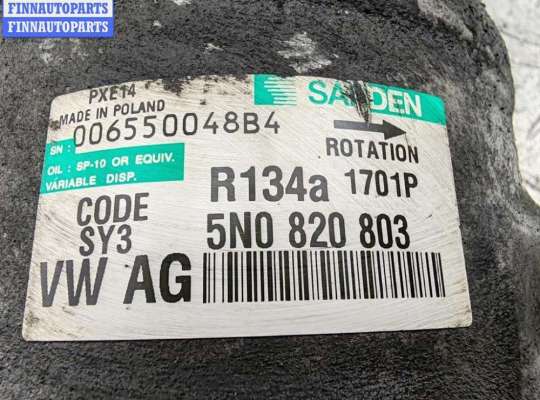 FINNAUTOPARTS
FINNAUTOPARTS
PXE14
MADE IN POLAND
SANDEN
SN : 006550048B4
ROTATION
OIL : SP-10 OR EQUIV.
VARIABLE DISP.
R134a 1701P
CODE
SY3
5N0 820 803
VW AG